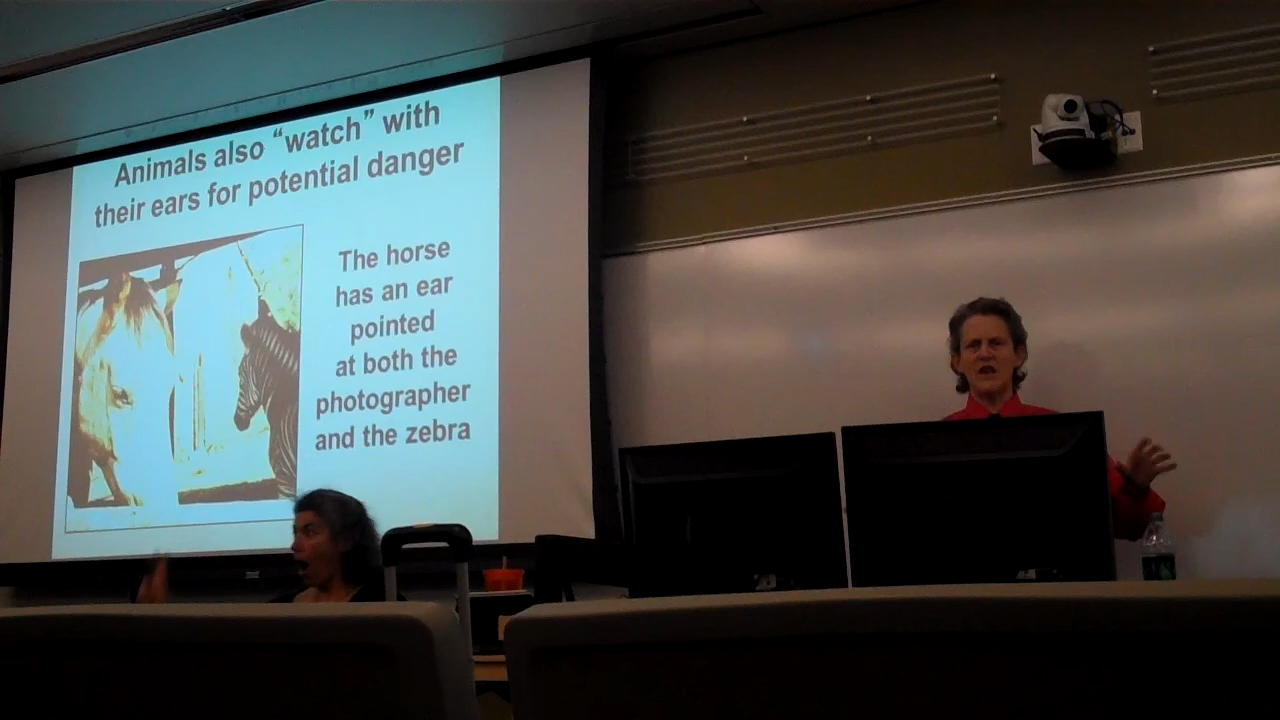 Animals also “watch” with
their ears for potential danger
The horse
has an ear
pointed
at both the
photographer
and the zebra